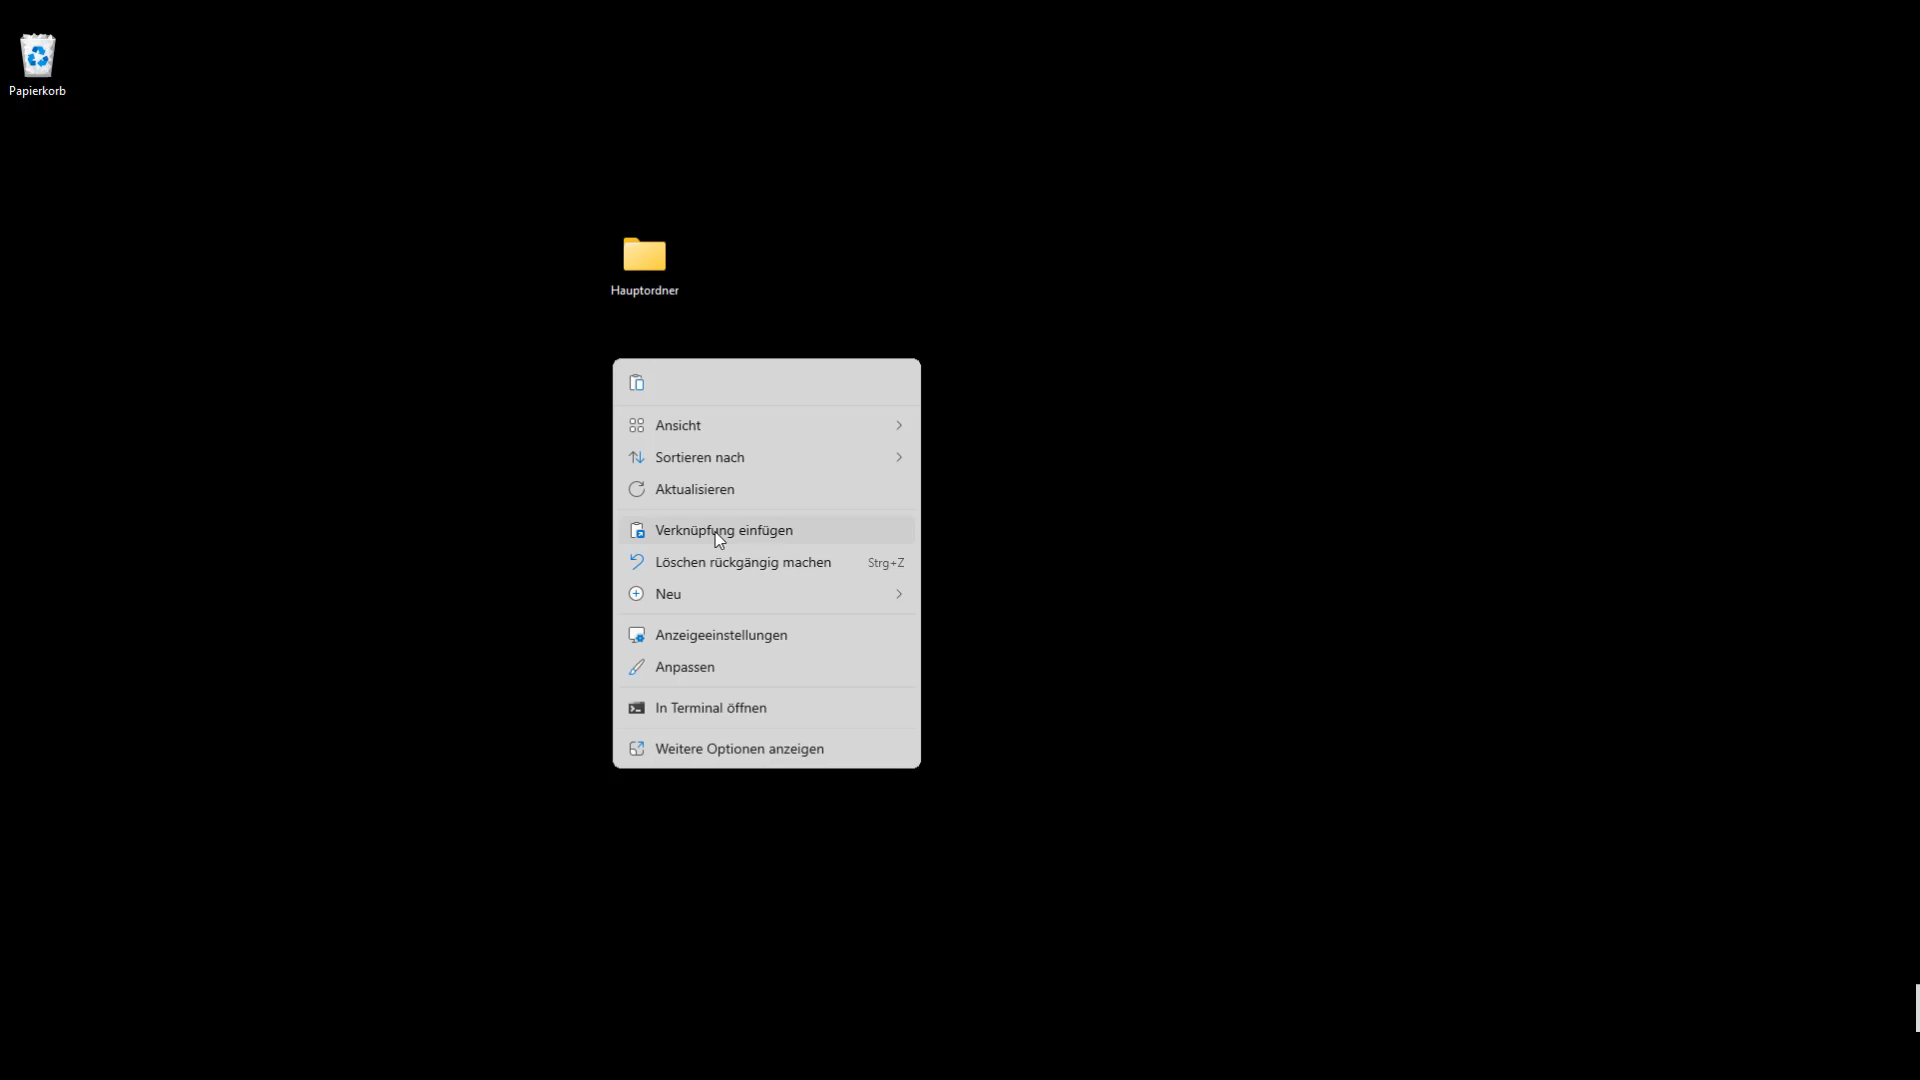 Papierkorb
Hauptordner
Ansicht
Sortieren nach
Aktualisieren
Verknüpfung einfügen
Löschen rückgängig machen Strg+Z
Neu
Anzeigeeinstellungen
Anpassen
In Terminal öffnen
Weitere Optionen anzeigen